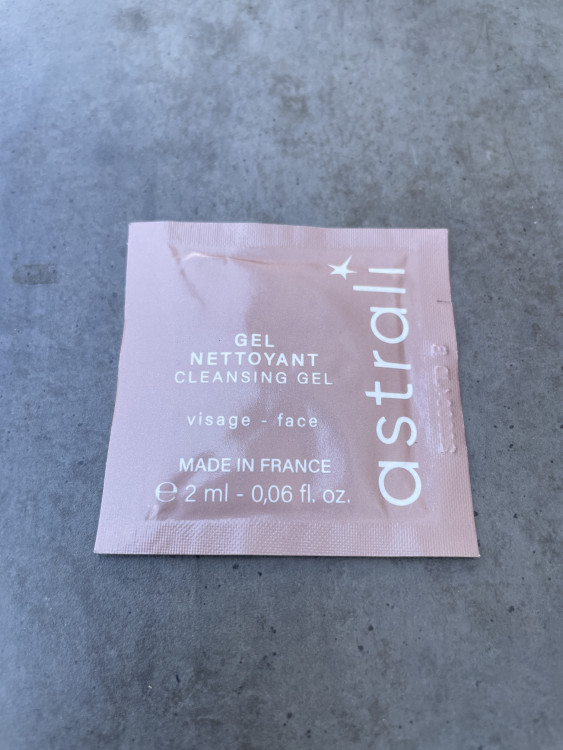 GEL
NETTOYANT
CLEANSING GEL
visage - face
MADE IN FRANCE
℮ 2 ml - 0,06 fl. oz.
astrali